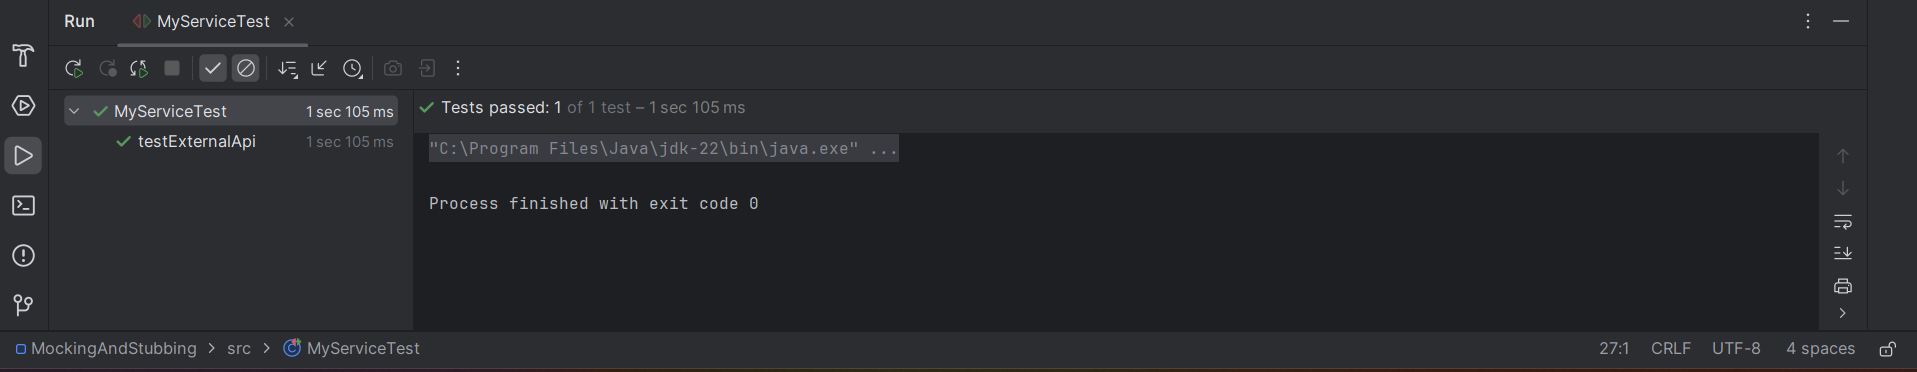 Run MyServiceTest
MyServiceTest 1 sec 105 ms
testExternalApi 1 sec 105 ms
Tests passed: 1 of 1 test – 1 sec 105 ms
"C:\Program Files\Java\jdk-22\bin\java.exe" ...
Process finished with exit code 0
MockingAndStubbing > src > MyServiceTest
27:1 CRLF UTF-8 4 spaces